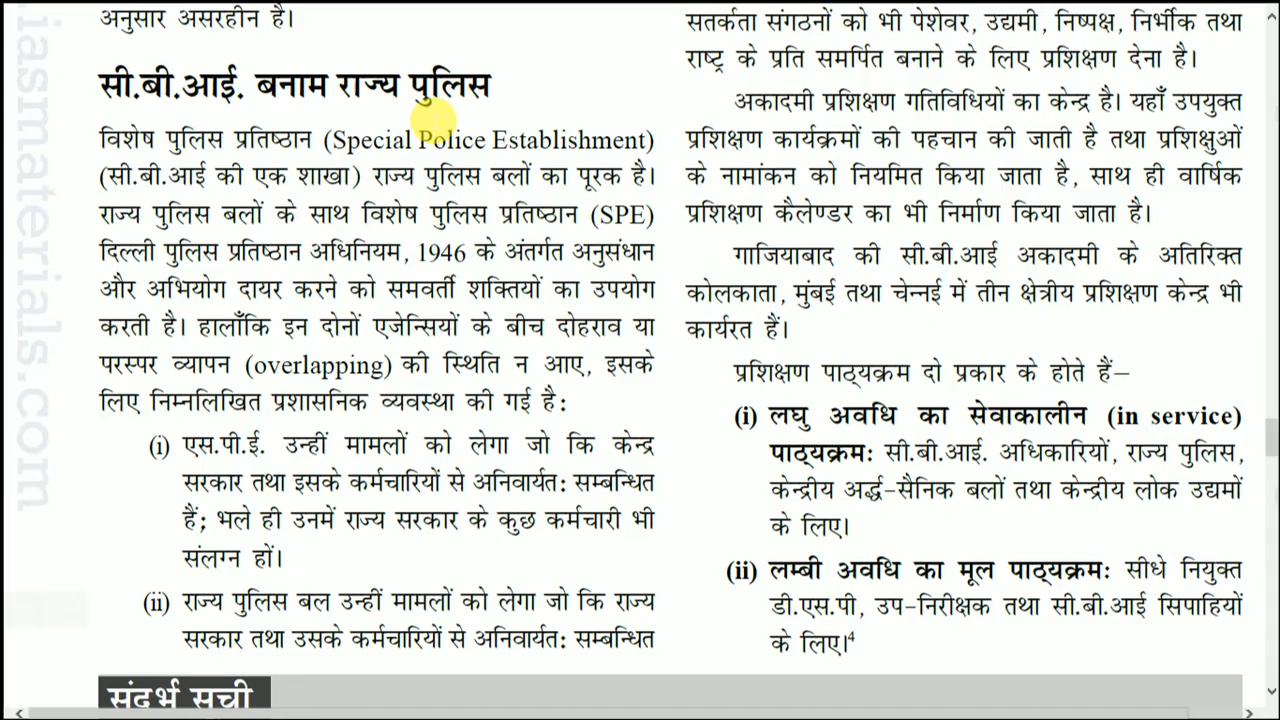 अनुसार असरहीन है।
सी.बी.आई. बनाम राज्य पुलिस
विशेष पुलिस प्रतिष्ठान (Special Police Establishment)
(सी.बी.आई की एक शाखा) राज्य पुलिस बलों का पूरक है।
राज्य पुलिस बलों के साथ विशेष पुलिस प्रतिष्ठान (SPE)
दिल्ली पुलिस प्रतिष्ठान अधिनियम, 1946 के अंतर्गत अनुसंधान
और अभियोग दायर करने को समवर्ती शक्तियों का उपयोग
करती है। हालाँकि इन दोनों एजेन्सियों के बीच दोहराव या
परस्पर व्यापन (overlapping) की स्थिति न आए, इसके
लिए निम्नलिखित प्रशासनिक व्यवस्था की गई है:
(i) एस.पी.ई. उन्हीं मामलों को लेगा जो कि केन्द्र
सरकार तथा इसके कर्मचारियों से अनिवार्यत: सम्बन्धित
हैं; भले ही उनमें राज्य सरकार के कुछ कर्मचारी भी
संलग्न हों।
(ii) राज्य पुलिस बल उन्हीं मामलों को लेगा जो कि राज्य
सरकार तथा उसके कर्मचारियों से अनिवार्यत: सम्बन्धित
सतर्कता संगठनों को भी पेशेवर, उद्यमी, निष्पक्ष, निर्भीक तथा
राष्ट्र के प्रति समर्पित बनाने के लिए प्रशिक्षण देना है।
अकादमी प्रशिक्षण गतिविधियों का केन्द्र है। यहाँ उपयुक्त
प्रशिक्षण कार्यक्रमों की पहचान की जाती है तथा प्रशिक्षुओं
के नामांकन को नियमित किया जाता है, साथ ही वार्षिक
प्रशिक्षण कैलेण्डर का भी निर्माण किया जाता है।
गाजियाबाद की सी.बी.आई अकादमी के अतिरिक्त
कोलकाता, मुंबई तथा चेन्नई में तीन क्षेत्रीय प्रशिक्षण केन्द्र भी
कार्यरत हैं।
प्रशिक्षण पाठ्यक्रम दो प्रकार के होते हैं–
(i) लघु अवधि का सेवाकालीन (in service)
पाठ्यक्रम: सी.बी.आई. अधिकारियों, राज्य पुलिस,
केन्द्रीय अर्द्ध-सैनिक बलों तथा केन्द्रीय लोक उद्यमों
के लिए।
(ii) लम्बी अवधि का मूल पाठ्यक्रम: सीधे नियुक्त
डी.एस.पी, उप-निरीक्षक तथा सी.बी.आई सिपाहियों
के लिए।4
संदर्भ सूची
.iasmaterials.com